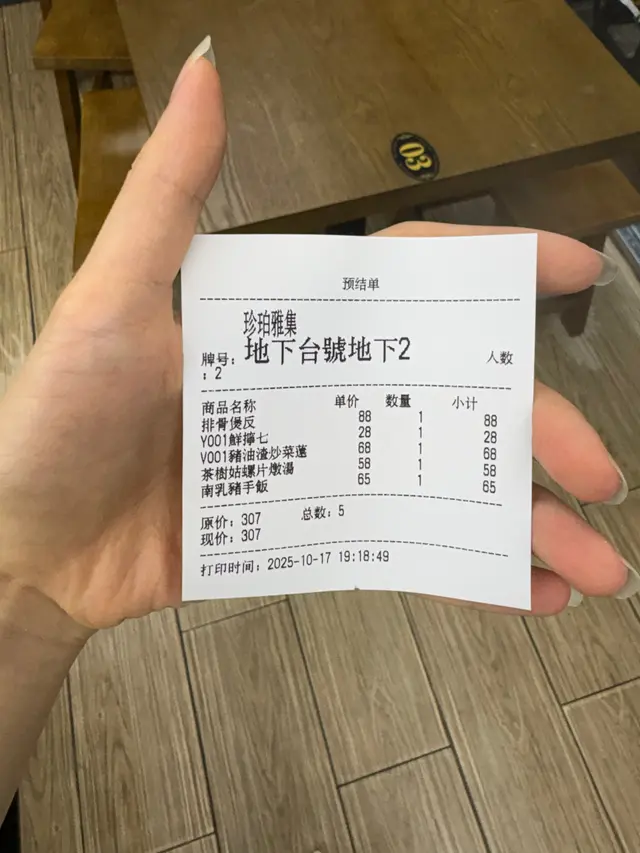 03
预结单
珍珀雅集
牌号: 地下台號地下2 人数
: 2
商品名称 单价 数量 小计
排骨煲反 88 1 88
Y001鮮擰七 28 1 28
V001豬油渣炒菜蓮 68 1 68
茶樹姑螺片燉湯 58 1 58
南乳豬手飯 65 1 65
原价: 307 总数: 5
现价: 307
打印时间: 2025-10-17 19:18:49